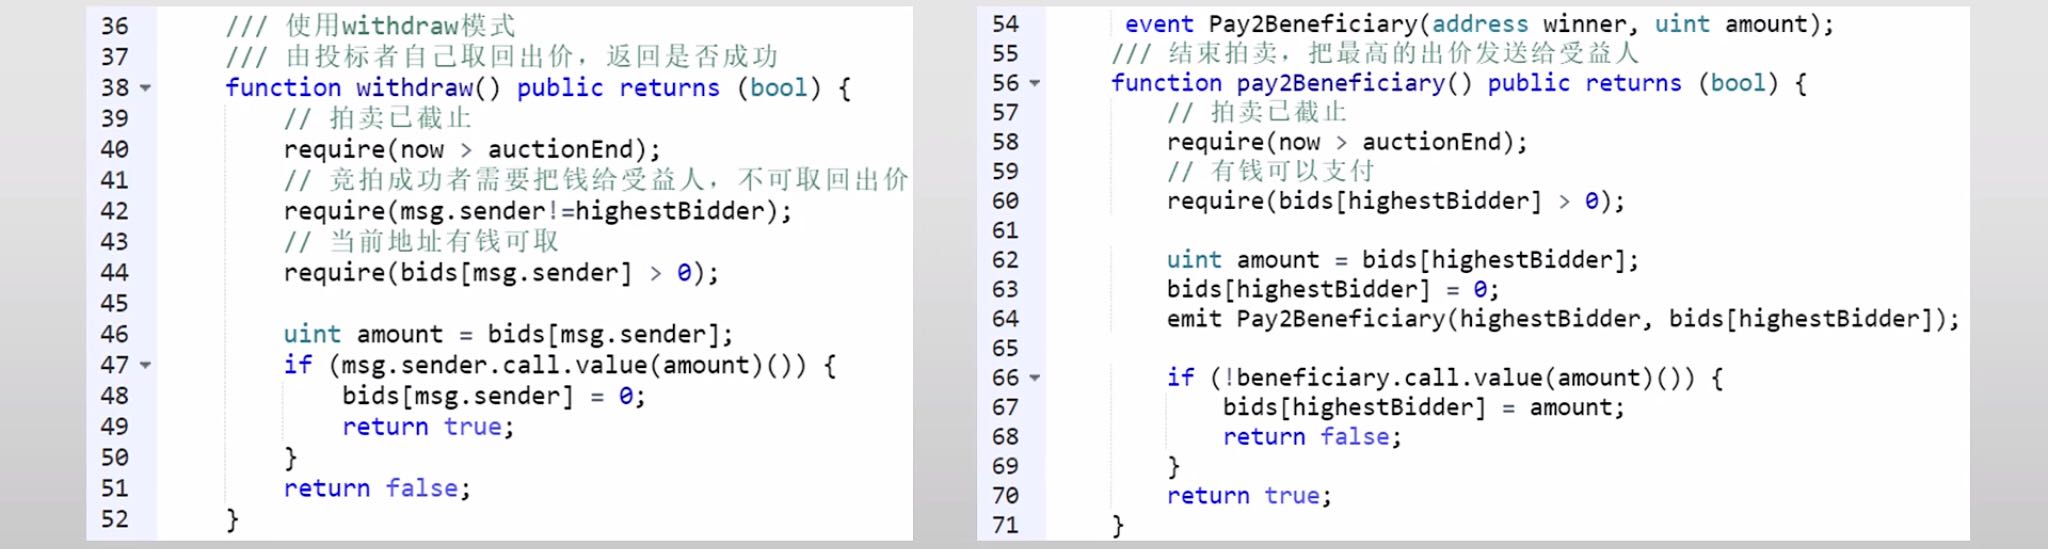 36 /// 使用withdraw模式
37 /// 由投标者自己取回出价，返回是否成功
38 function withdraw() public returns (bool) {
39 // 拍卖已截止
40 require(now > auctionEnd);
41 // 竞拍成功者需要把钱给受益人，不可取回出价
42 require(msg.sender!=highestBidder);
43 // 当前地址有钱可取
44 require(bids[msg.sender] > 0);
45
46 uint amount = bids[msg.sender];
47 if (msg.sender.call.value(amount)()) {
48 bids[msg.sender] = 0;
49 return true;
50 }
51 return false;
52 }
54 event Pay2Beneficiary(address winner, uint amount);
55 /// 结束拍卖，把最高的出价发送给受益人
56 function pay2Beneficiary() public returns (bool) {
57 // 拍卖已截止
58 require(now > auctionEnd);
59 // 有钱可以支付
60 require(bids[highestBidder] > 0);
61
62 uint amount = bids[highestBidder];
63 bids[highestBidder] = 0;
64 emit Pay2Beneficiary(highestBidder, bids[highestBidder]);
65
66 if (!beneficiary.call.value(amount)()) {
67 bids[highestBidder] = amount;
68 return false;
69 }
70 return true;
71 }